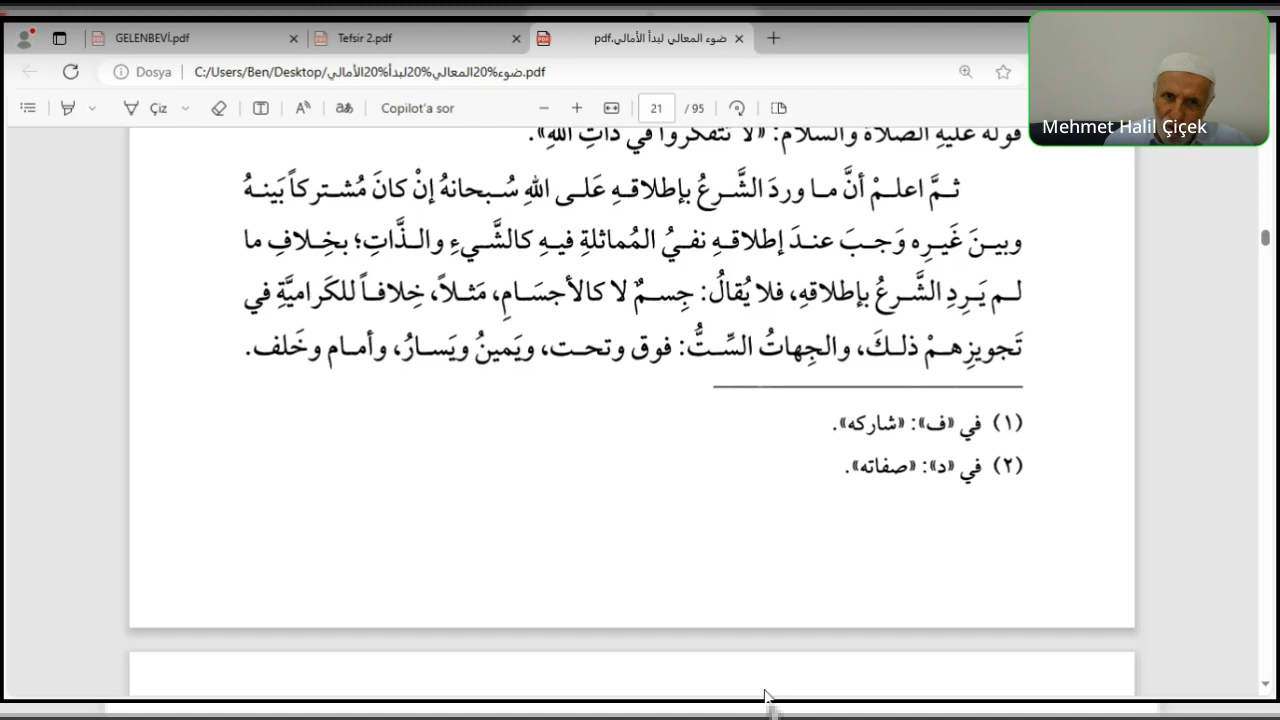 GELENBEVİ.pdf
Tefsir 2.pdf
ضوء المعالي لبدأ الأمالي.pdf
Dosya
C:/Users/Ben/Desktop/ضوء%20المعالي%20لبدأ%20الأمالي.pdf
Çiz
Copilot'a sor
21 / 95
Mehmet Halil Çiçek
قوله عليهِ الصَّلاة والسَّلام: «لا تتفكروا في ذاتِ اللهِ».
ثـمَّ اعلـمْ أنَّ مـا وردَ الشَّـرعُ بإطلاقـهِ عَلـى اللهِ سُـبحانهُ إنْ كانَ مُشـتركاً بَينـهُ
وبيـنَ غَيـرِه وَجـبَ عنـدَ إطلاقـهِ نفـيُ المُماثلةِ فيـهِ كالشَّـيءِ والـذَّاتِ؛ بخِـلافِ ما
لـم يَـرِدِ الشَّـرعُ بإطلاقهِ، فلا يُقالُ: جِسـمٌ لا كالأجسَـامِ، مَثـلاً، خِلافـاً للكَراميَّةِ في
تَجويزِهـمْ ذلـكَ، والجِهاتُ السِّـتُّ: فوق وتحـت، ويَمينُ ويَسـارُ، وأمـام وخَلف.
(١) في «ف»: «شاركه».
(٢) في «د»: «صفاته».